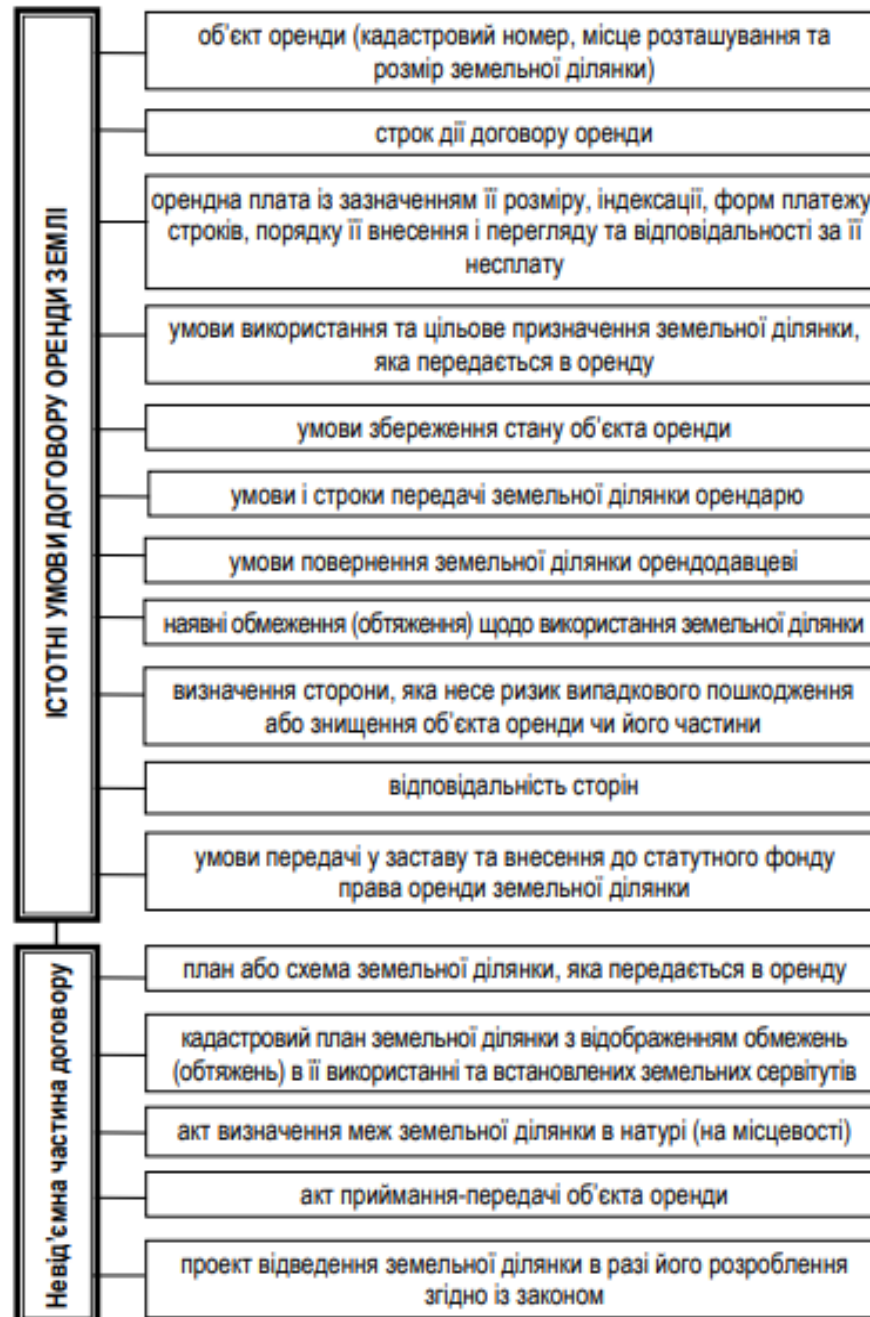 ІСТОТНІ УМОВИ ДОГОВОРУ ОРЕНДИ ЗЕМЛІ
об’єкт оренди (кадастровий номер, місце розташування та
розмір земельної ділянки)
строк дії договору оренди
орендна плата із зазначенням її розміру, індексації, форм платежу
строків, порядку її внесення і перегляду та відповідальності за її
несплату
умови використання та цільове призначення земельної ділянки,
яка передається в оренду
умови збереження стану об’єкта оренди
умови і строки передачі земельної ділянки орендарю
умови повернення земельної ділянки орендодавцеві
наявні обмеження (обтяження) щодо використання земельної ділянки
визначення сторони, яка несе ризик випадкового пошкодження
або знищення об’єкта оренди чи його частини
відповідальність сторін
умови передачі у заставу та внесення до статутного фонду
права оренди земельної ділянки
Невід’ємна частина договору
план або схема земельної ділянки, яка передається в оренду
кадастровий план земельної ділянки з відображенням обмежень
(обтяжень) в її використанні та встановлених земельних сервітутів
акт визначення меж земельної ділянки в натурі (на місцевості)
акт приймання-передачі об’єкта оренди
проект відведення земельної ділянки в разі його розроблення
згідно із законом